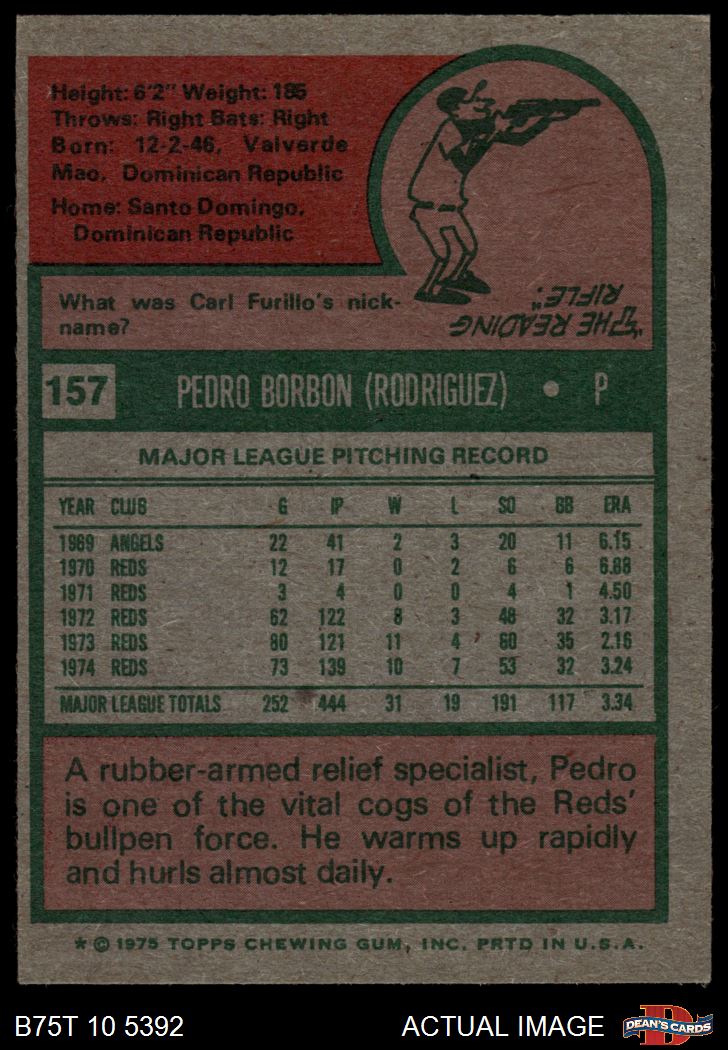 Height: 6'2" Weight: 185
Throws: Right Bats: Right
Born: 12-2-46, Valverde
Mao, Dominican Republic
Home: Santo Domingo,
Dominican Republic
What was Carl Furillo's nick-
name?
"THE READING
RIFLE."
157 PEDRO BORBON (RODRIGUEZ) • P
MAJOR LEAGUE PITCHING RECORD
YEAR CLUB G IP W L SO BB ERA
1969 ANGELS 22 41 2 3 20 11 6.15
1970 REDS 12 17 0 2 6 6 6.88
1971 REDS 3 4 0 0 4 1 4.50
1972 REDS 62 122 8 3 48 32 3.17
1973 REDS 80 121 11 4 60 35 2.16
1974 REDS 73 139 10 7 53 32 3.24
MAJOR LEAGUE TOTALS 252 444 31 19 191 117 3.34
A rubber-armed relief specialist, Pedro
is one of the vital cogs of the Reds'
bullpen force. He warms up rapidly
and hurls almost daily.
* © 1975 TOPPS CHEWING GUM, INC. PRTD IN U.S.A.
B75T 10 5392 ACTUAL IMAGE
D
DEAN'S CARDS